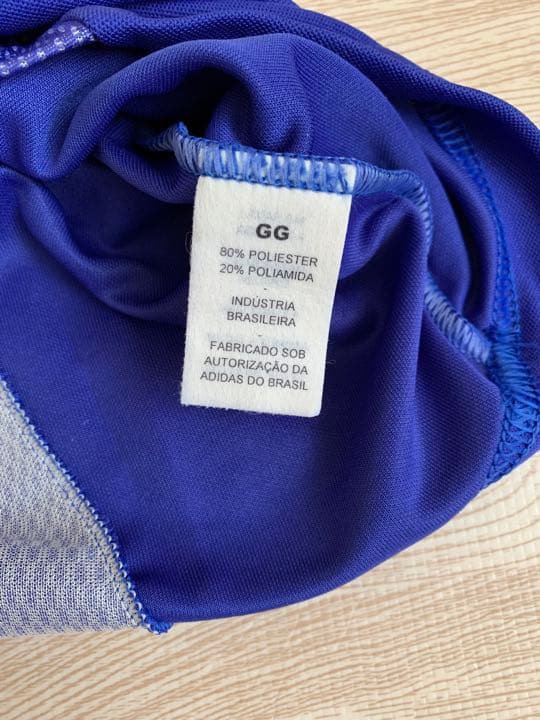 GG
80% POLIESTER
20% POLIAMIDA
-
INDÚSTRIA
BRASILEIRA
-
FABRICADO SOB
AUTORIZAÇÃO DA
ADIDAS DO BRASIL